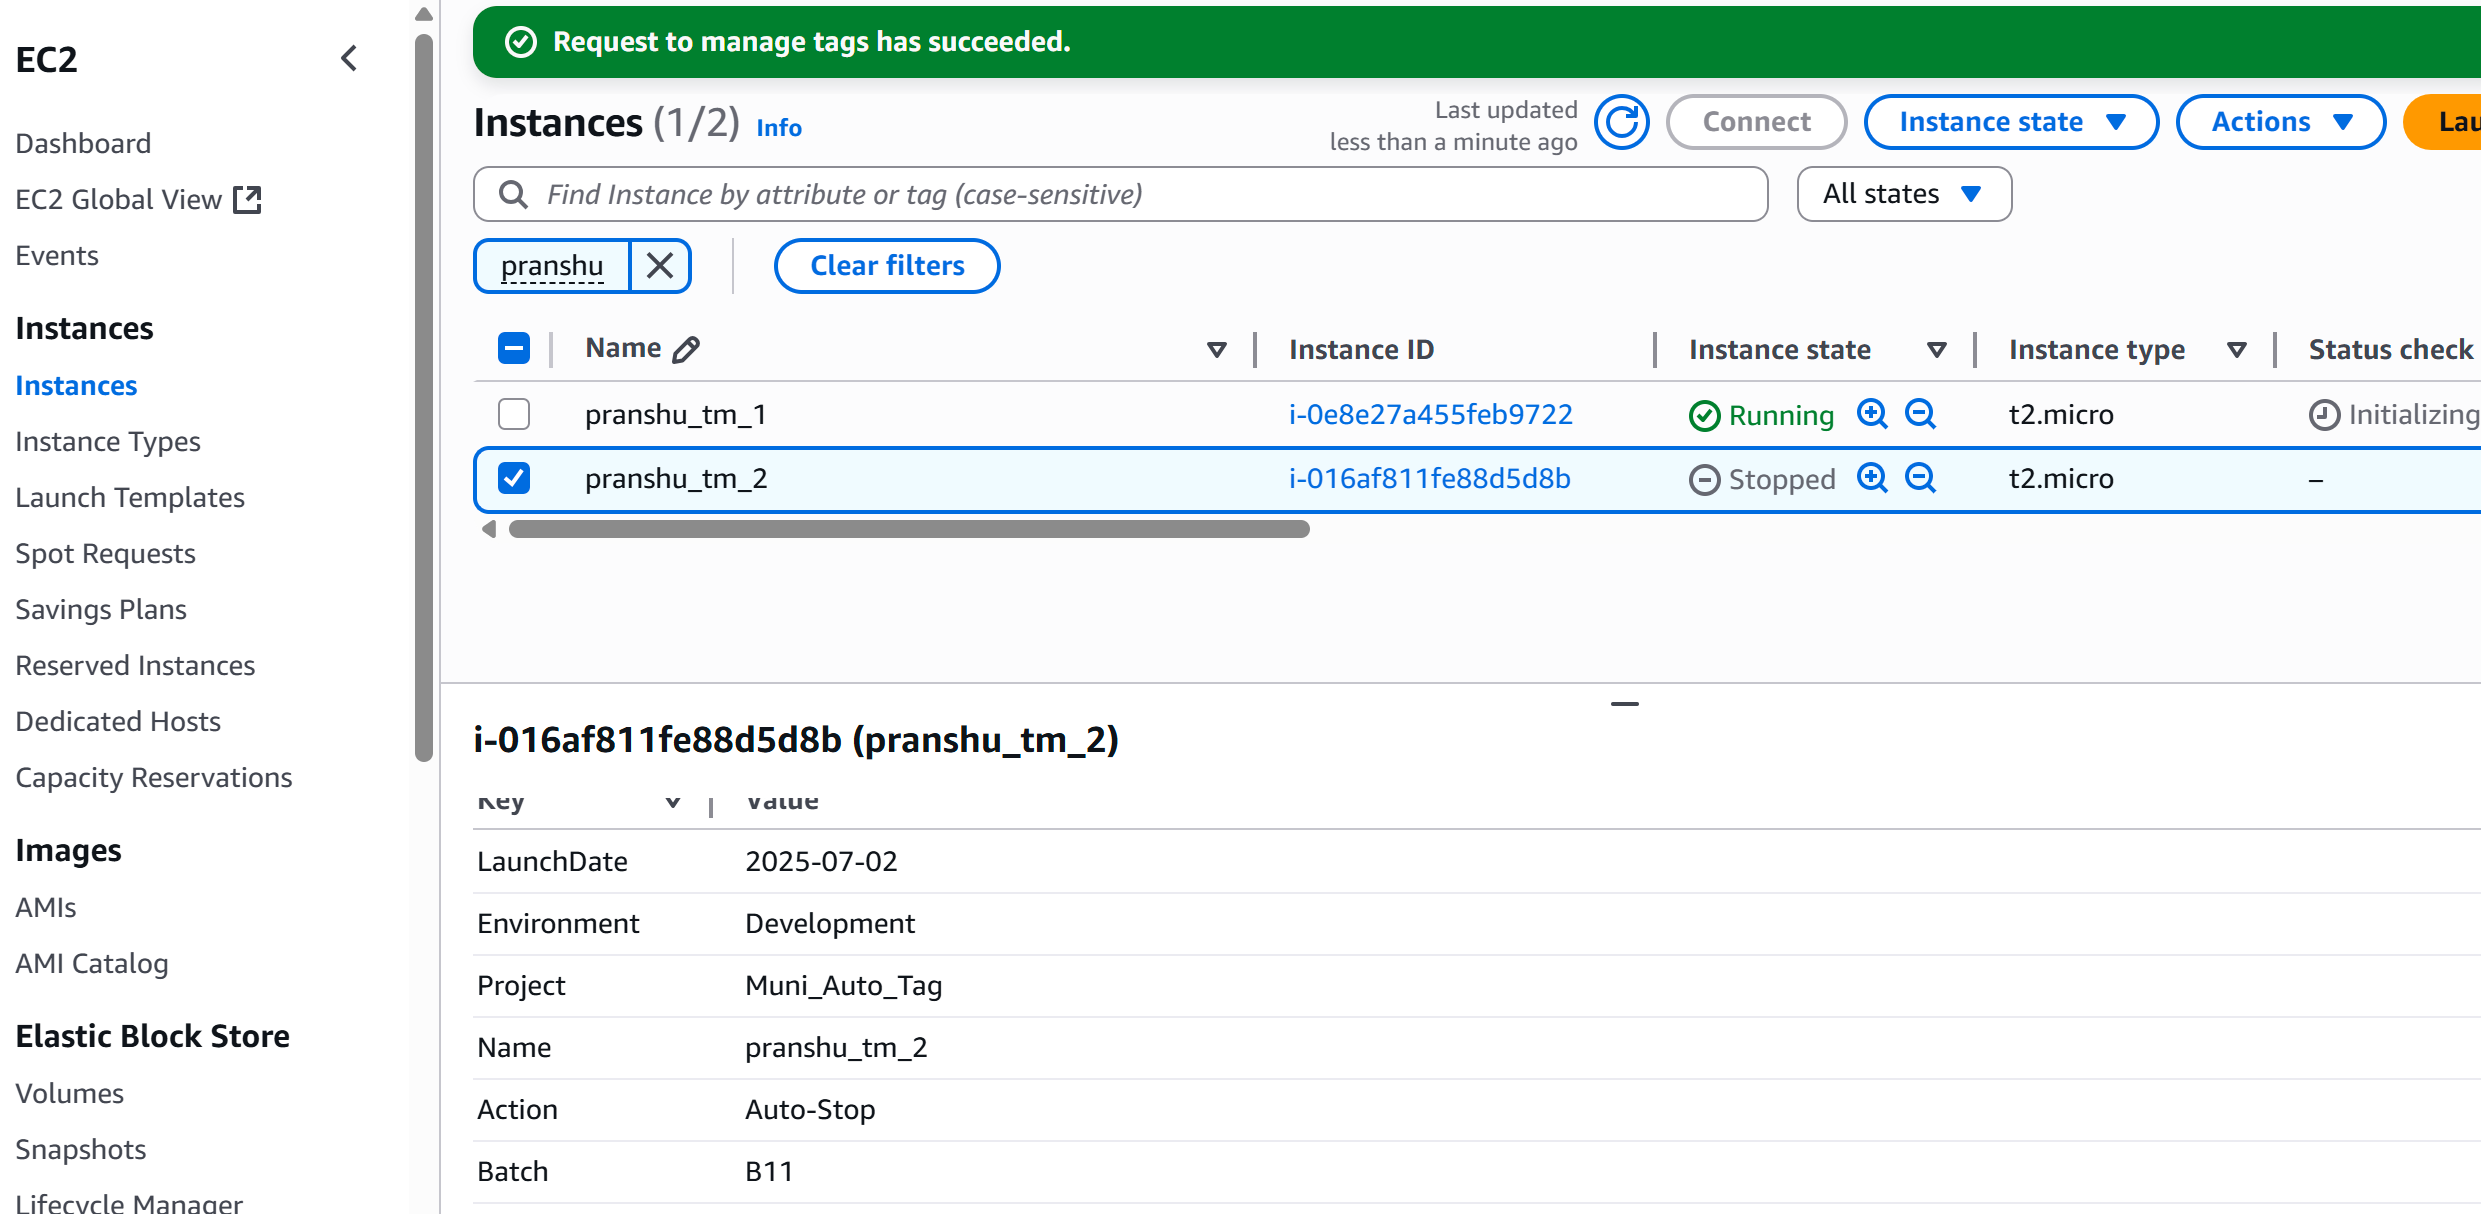 EC2
Dashboard
EC2 Global View
Events
Instances
Instances
Instance Types
Launch Templates
Spot Requests
Savings Plans
Reserved Instances
Dedicated Hosts
Capacity Reservations
Images
AMIs
AMI Catalog
Elastic Block Store
Volumes
Snapshots
Lifecycle Manager
Request to manage tags has succeeded.
Instances (1/2) Info
Last updated
less than a minute ago
Connect
Instance state
Actions
Lau
Find Instance by attribute or tag (case-sensitive)
All states
pranshu
Clear filters
Name Instance ID Instance state Instance type Status check
pranshu_tm_1 i-0e8e27a455feb9722 Running t2.micro Initializing
pranshu_tm_2 i-016af811fe88d5d8b Stopped t2.micro –
i-016af811fe88d5d8b (pranshu_tm_2)
Key Value
LaunchDate 2025-07-02
Environment Development
Project Muni_Auto_Tag
Name pranshu_tm_2
Action Auto-Stop
Batch B11